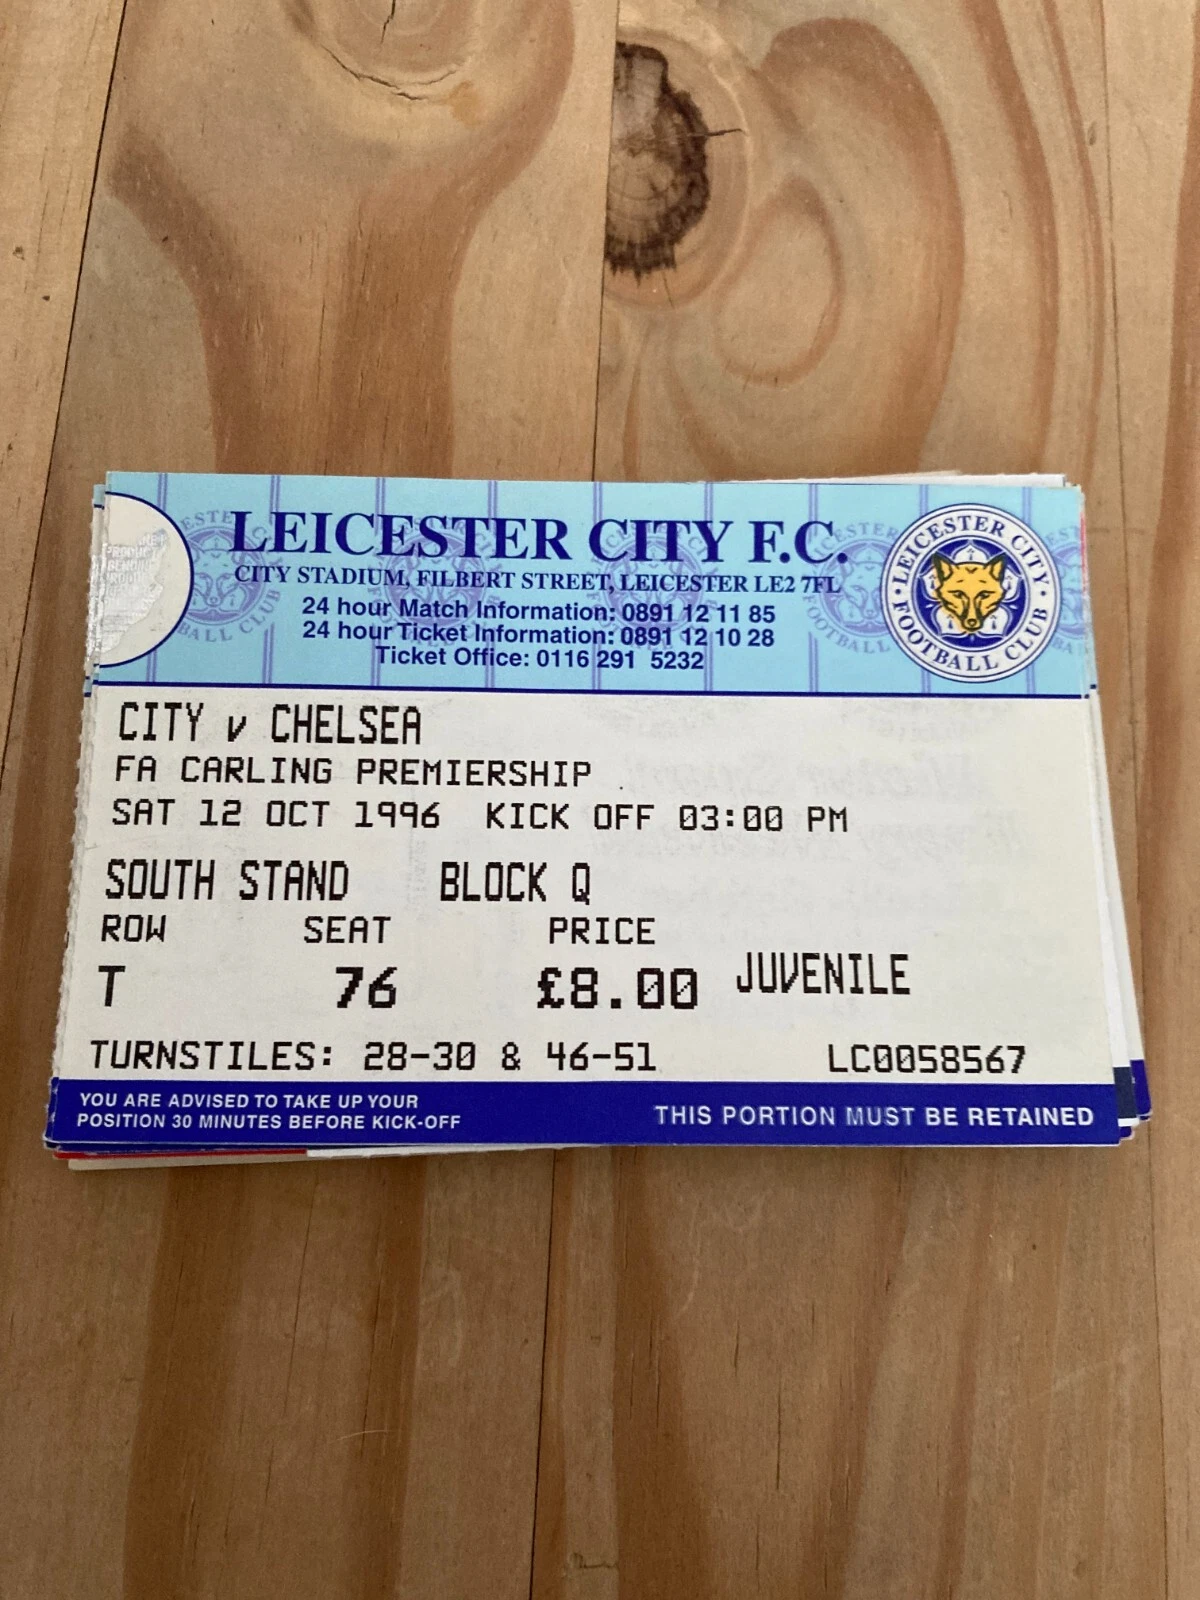 LEICESTER CITY F.C.
CITY STADIUM, FILBERT STREET, LEICESTER LE2 7FL
24 hour Match Information: 0891 12 11 85
24 hour Ticket Information: 0891 12 10 28
Ticket Office: 0116 291 5232
LEICESTER CITY
FOOTBALL CLUB
CITY v CHELSEA
FA CARLING PREMIERSHIP
SAT 12 OCT 1996 KICK OFF 03:00 PM
SOUTH STAND BLOCK Q
ROW SEAT PRICE
T 76 £8.00 JUVENILE
TURNSTILES: 28-30 & 46-51 LC0058567
YOU ARE ADVISED TO TAKE UP YOUR
POSITION 30 MINUTES BEFORE KICK-OFF
THIS PORTION MUST BE RETAINED